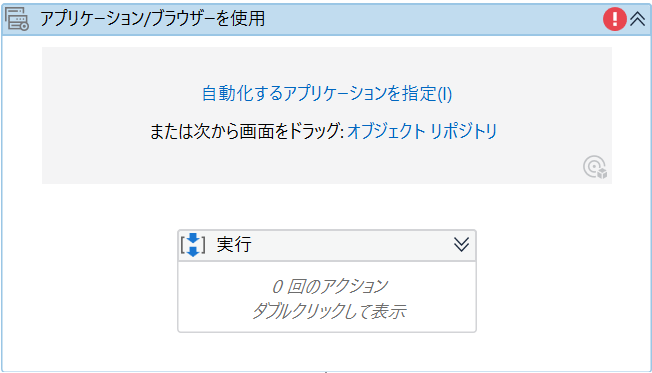 アプリケーション/ブラウザーを使用
自動化するアプリケーションを指定(I)
または次から画面をドラッグ: オブジェクト リポジトリ
実行
0 回のアクション
ダブルクリックして表示